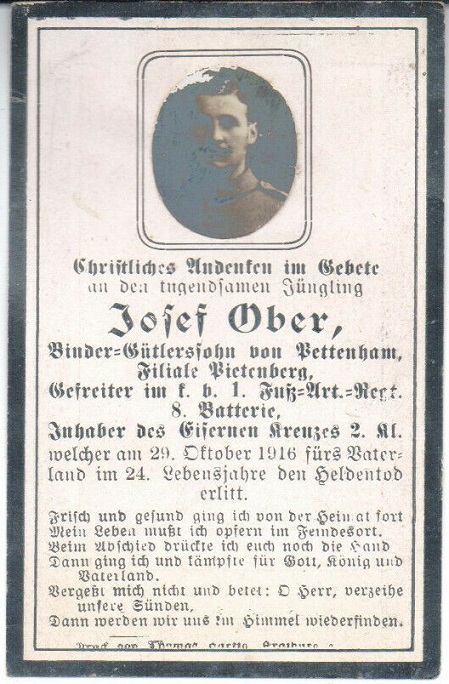 Christliches Andenken im Gebete
an den tugendsamen Jüngling
Josef Ober,
Binder-Gütlerssohn von Pettenham,
Filiale Pietenberg,
Gefreiter im k. b. 1. Fuß-Art.-Regt.
8. Batterie,
Inhaber des Eisernen Kreuzes 2. Kl.
welcher am 29. Oktober 1916 fürs Vater-
land im 24. Lebensjahre den Heldentod
erlitt.
Frisch und gesund ging ich von der Heimat fort
Mein Leben mußt ich opfern im Feindesort.
Beim Abschied drückte ich euch noch die Hand
Dann ging ich und kämpfte für Gott, König und
Vaterland.
Vergeßt mich nicht und betet: O Herr, verzeihe
unsere Sünden,
Dann werden wir uns im Himmel wiederfinden.
Druck von Thomas